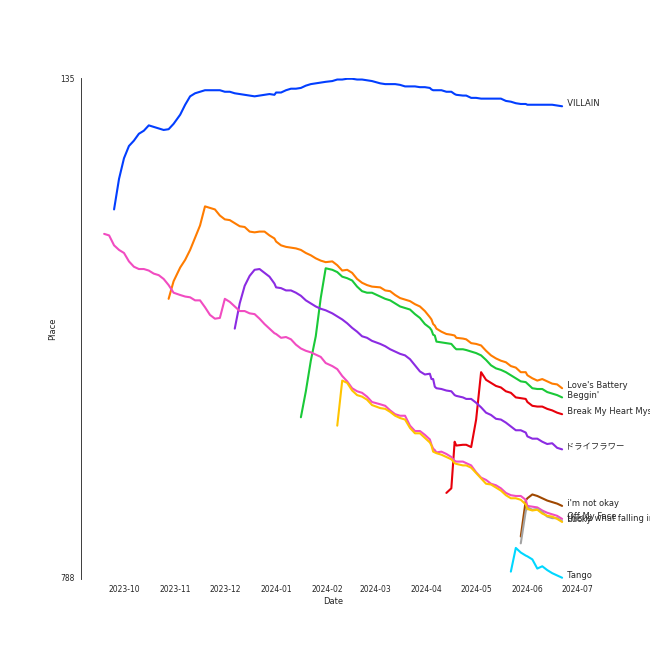 135
VILLAIN
Place
Love's Battery
Beggin'
Break My Heart Mys
ドライフラワー
i'm not okay
Off My Face
what falling i
788
Tango
2023-10 2023-11 2023-12 2024-01 2024-02 2024-03 2024-04 2024-05 2024-06 2024-07
Date